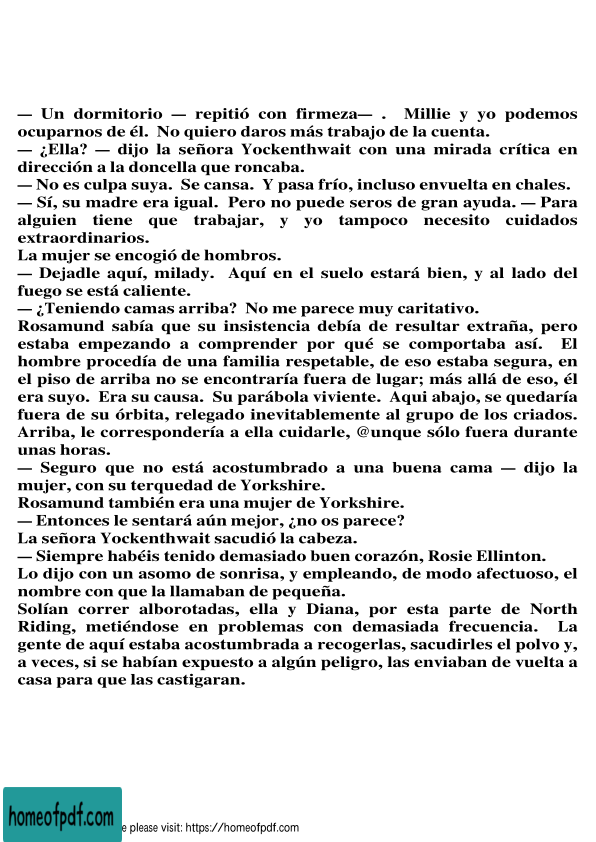 — Un dormitorio — repitió con firmeza— . Millie y yo podemos
ocuparnos de él. No quiero daros más trabajo de la cuenta.
— ¿Ella? — dijo la señora Yockenthwait con una mirada crítica en
dirección a la doncella que roncaba.
— No es culpa suya. Se cansa. Y pasa frío, incluso envuelta en chales.
— Sí, su madre era igual. Pero no puede seros de gran ayuda. — Para
alguien tiene que trabajar, y yo tampoco necesito cuidados
extraordinarios.
La mujer se encogió de hombros.
— Dejadle aquí, milady. Aquí en el suelo estará bien, y al lado del
fuego se está caliente.
— ¿Teniendo camas arriba? No me parece muy caritativo.
Rosamund sabía que su insistencia debía de resultar extraña, pero
estaba empezando a comprender por qué se comportaba así. El
hombre procedía de una familia respetable, de eso estaba segura, en
el piso de arriba no se encontraría fuera de lugar; más allá de eso, él
era suyo. Era su causa. Su parábola viviente. Aqui abajo, se quedaría
fuera de su órbita, relegado inevitablemente al grupo de los criados.
Arriba, le correspondería a ella cuidarle, @unque sólo fuera durante
unas horas.
— Seguro que no está acostumbrado a una buena cama — dijo la
mujer, con su terquedad de Yorkshire.
Rosamund también era una mujer de Yorkshire.
— Entonces le sentará aún mejor, ¿no os parece?
La señora Yockenthwait sacudió la cabeza.
— Siempre habéis tenido demasiado buen corazón, Rosie Ellinton.
Lo dijo con un asomo de sonrisa, y empleando, de modo afectuoso, el
nombre con que la llamaban de pequeña.
Solían correr alborotadas, ella y Diana, por esta parte de North
Riding, metiéndose en problemas con demasiada frecuencia. La
gente de aquí estaba acostumbrada a recogerlas, sacudirles el polvo y,
a veces, si se habían expuesto a algún peligro, las enviaban de vuelta a
casa para que las castigaran.
homeofpdf.com
e please visit: https://homeofpdf.com